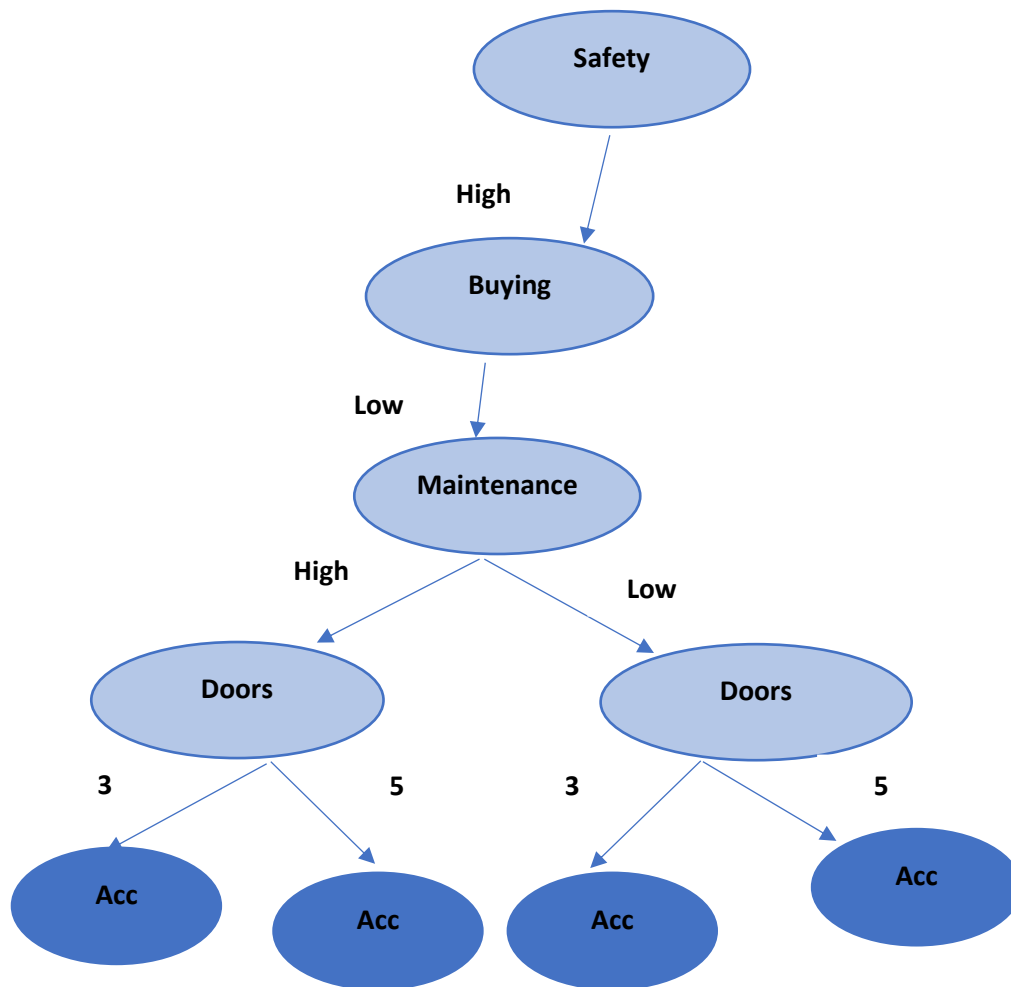 Safety
High
Buying
Low
Maintenance
High
Low
Doors
Doors
3
5
3
5
Acc
Acc
Acc
Acc